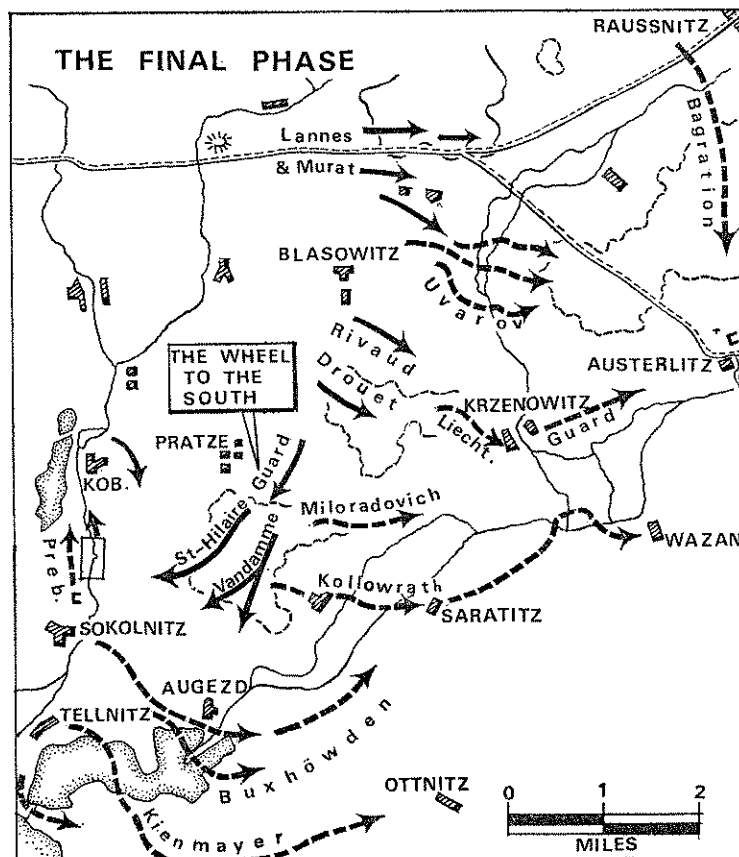 THE FINAL PHASE
RAUSSNITZ
Bagration
Lannes
& Murat
BLASOWITZ
Uvarov
Rivaud
Drouet
THE WHEEL
TO THE
SOUTH
AUSTERLITZ
KRZENOWITZ
Liecht.
Guard
PRATZE
GUARD
KOB.
St-Hilaire
Vandamme
Miloradovich
WAZAN
Preb.
Kollowrath
SARATITZ
SOKOLNITZ
AUGEZD
TELLNITZ
Buxhöwden
OTTNITZ
Kienmayer
0 1 2
MILES